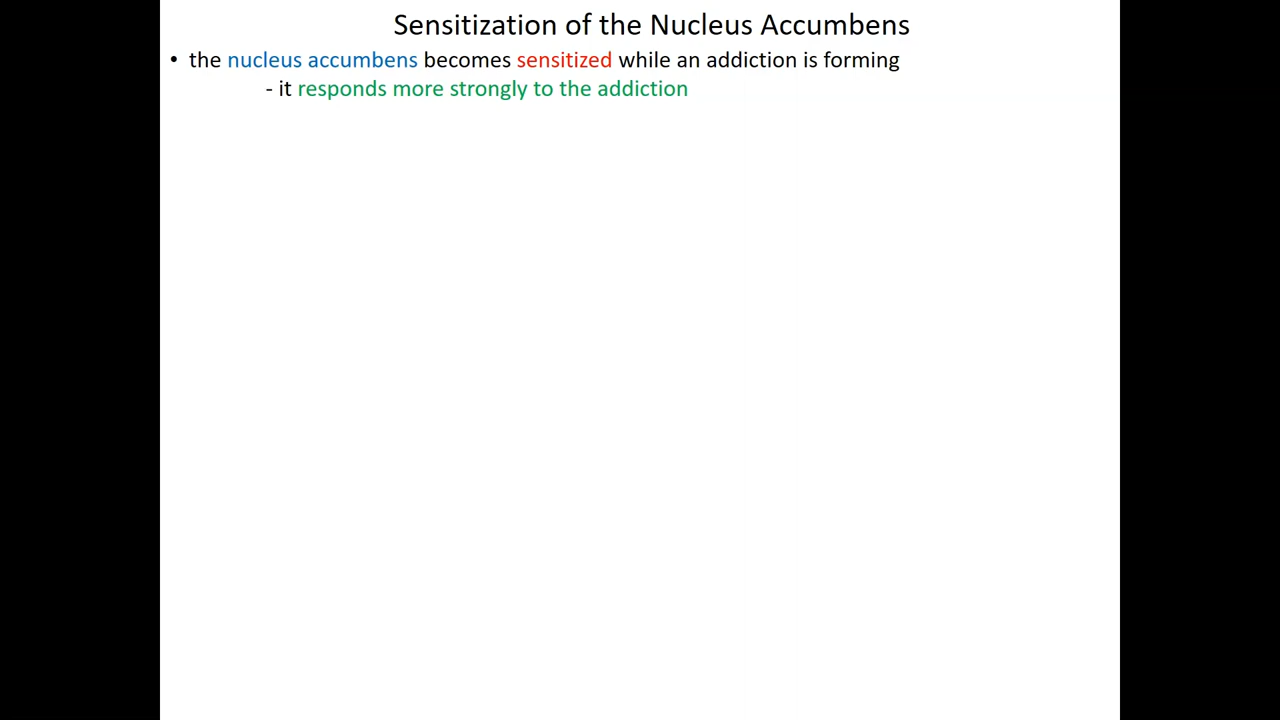 Sensitization of the Nucleus Accumbens
• the nucleus accumbens becomes sensitized while an addiction is forming
- it responds more strongly to the addiction